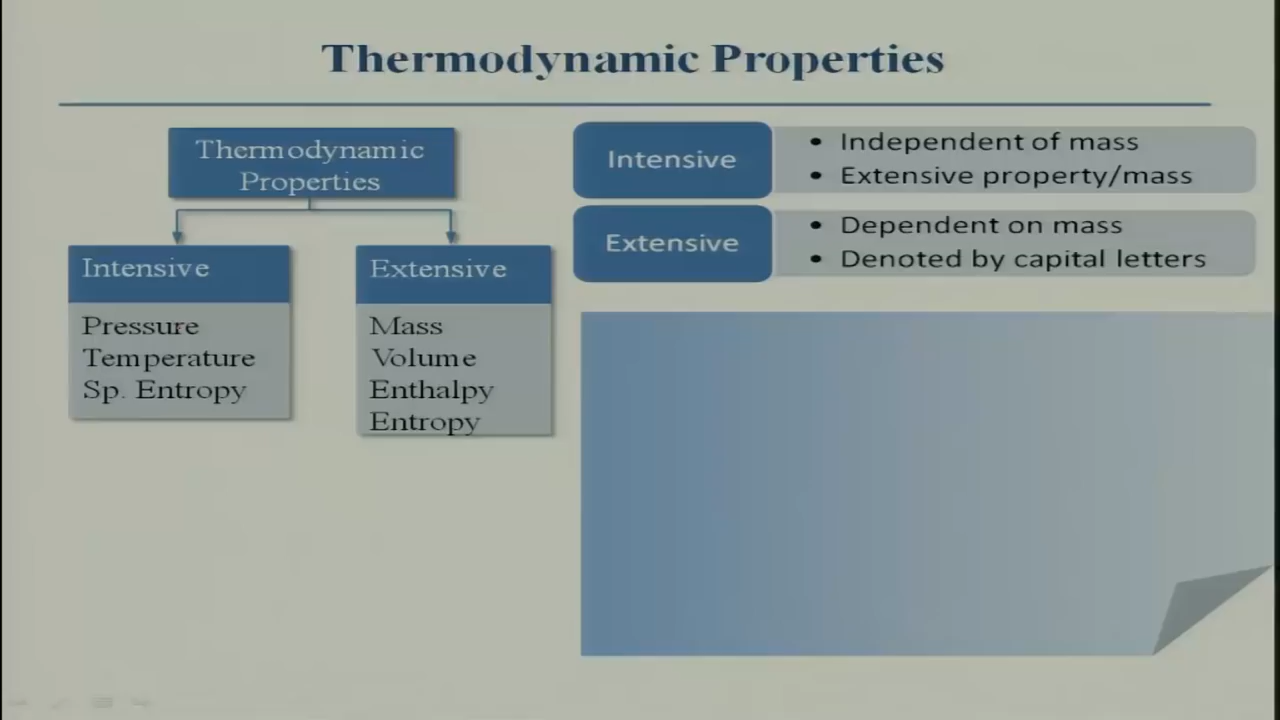 Thermodynamic Properties
Thermodynamic
Properties
Intensive
Pressure
Temperature
Sp. Entropy
Extensive
Mass
Volume
Enthalpy
Entropy
Intensive
• Independent of mass
• Extensive property/mass
Extensive
• Dependent on mass
• Denoted by capital letters